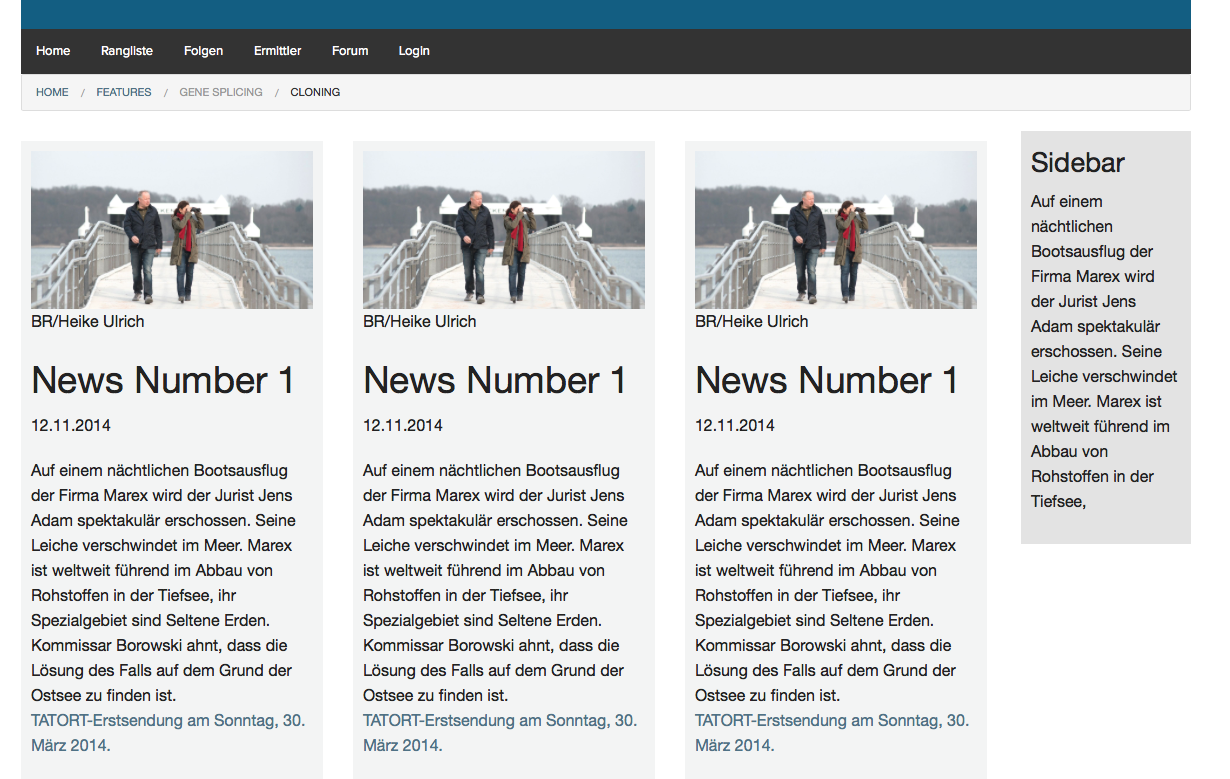 Home Rangliste Folgen Ermittler Forum Login
HOME / FEATURES / GENE SPLICING / CLONING
BR/Heike Ulrich
News Number 1
12.11.2014
Auf einem nächtlichen Bootsausflug
der Firma Marex wird der Jurist Jens
Adam spektakulär erschossen. Seine
Leiche verschwindet im Meer. Marex
ist weltweit führend im Abbau von
Rohstoffen in der Tiefsee, ihr
Spezialgebiet sind Seltene Erden.
Kommissar Borowski ahnt, dass die
Lösung des Falls auf dem Grund der
Ostsee zu finden ist.
TATORT-Erstsendung am Sonntag, 30.
März 2014.
BR/Heike Ulrich
News Number 1
12.11.2014
Auf einem nächtlichen Bootsausflug
der Firma Marex wird der Jurist Jens
Adam spektakulär erschossen. Seine
Leiche verschwindet im Meer. Marex
ist weltweit führend im Abbau von
Rohstoffen in der Tiefsee, ihr
Spezialgebiet sind Seltene Erden.
Kommissar Borowski ahnt, dass die
Lösung des Falls auf dem Grund der
Ostsee zu finden ist.
TATORT-Erstsendung am Sonntag, 30.
März 2014.
BR/Heike Ulrich
News Number 1
12.11.2014
Auf einem nächtlichen Bootsausflug
der Firma Marex wird der Jurist Jens
Adam spektakulär erschossen. Seine
Leiche verschwindet im Meer. Marex
ist weltweit führend im Abbau von
Rohstoffen in der Tiefsee, ihr
Spezialgebiet sind Seltene Erden.
Kommissar Borowski ahnt, dass die
Lösung des Falls auf dem Grund der
Ostsee zu finden ist.
TATORT-Erstsendung am Sonntag, 30.
März 2014.
Sidebar
Auf einem
nächtlichen
Bootsausflug der
Firma Marex wird
der Jurist Jens
Adam spektakulär
erschossen. Seine
Leiche verschwindet
im Meer. Marex ist
weltweit führend im
Abbau von
Rohstoffen in der
Tiefsee,